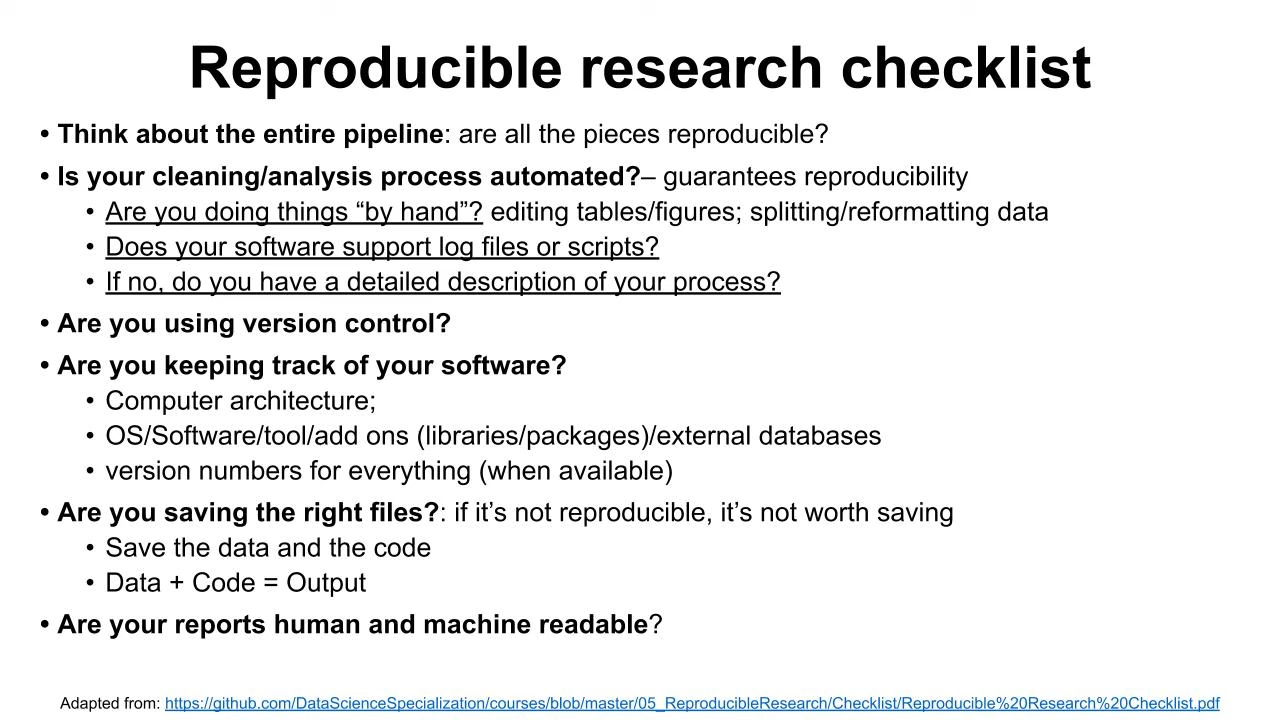 Reproducible research checklist
• Think about the entire pipeline: are all the pieces reproducible?
• Is your cleaning/analysis process automated?– guarantees reproducibility
• Are you doing things “by hand”? editing tables/figures; splitting/reformatting data
• Does your software support log files or scripts?
• If no, do you have a detailed description of your process?
• Are you using version control?
• Are you keeping track of your software?
• Computer architecture;
• OS/Software/tool/add ons (libraries/packages)/external databases
• version numbers for everything (when available)
• Are you saving the right files?: if it’s not reproducible, it’s not worth saving
• Save the data and the code
• Data + Code = Output
• Are your reports human and machine readable?
Adapted from: https://github.com/DataScienceSpecialization/courses/blob/master/05_ReproducibleResearch/Checklist/Reproducible%20Research%20Checklist.pdf